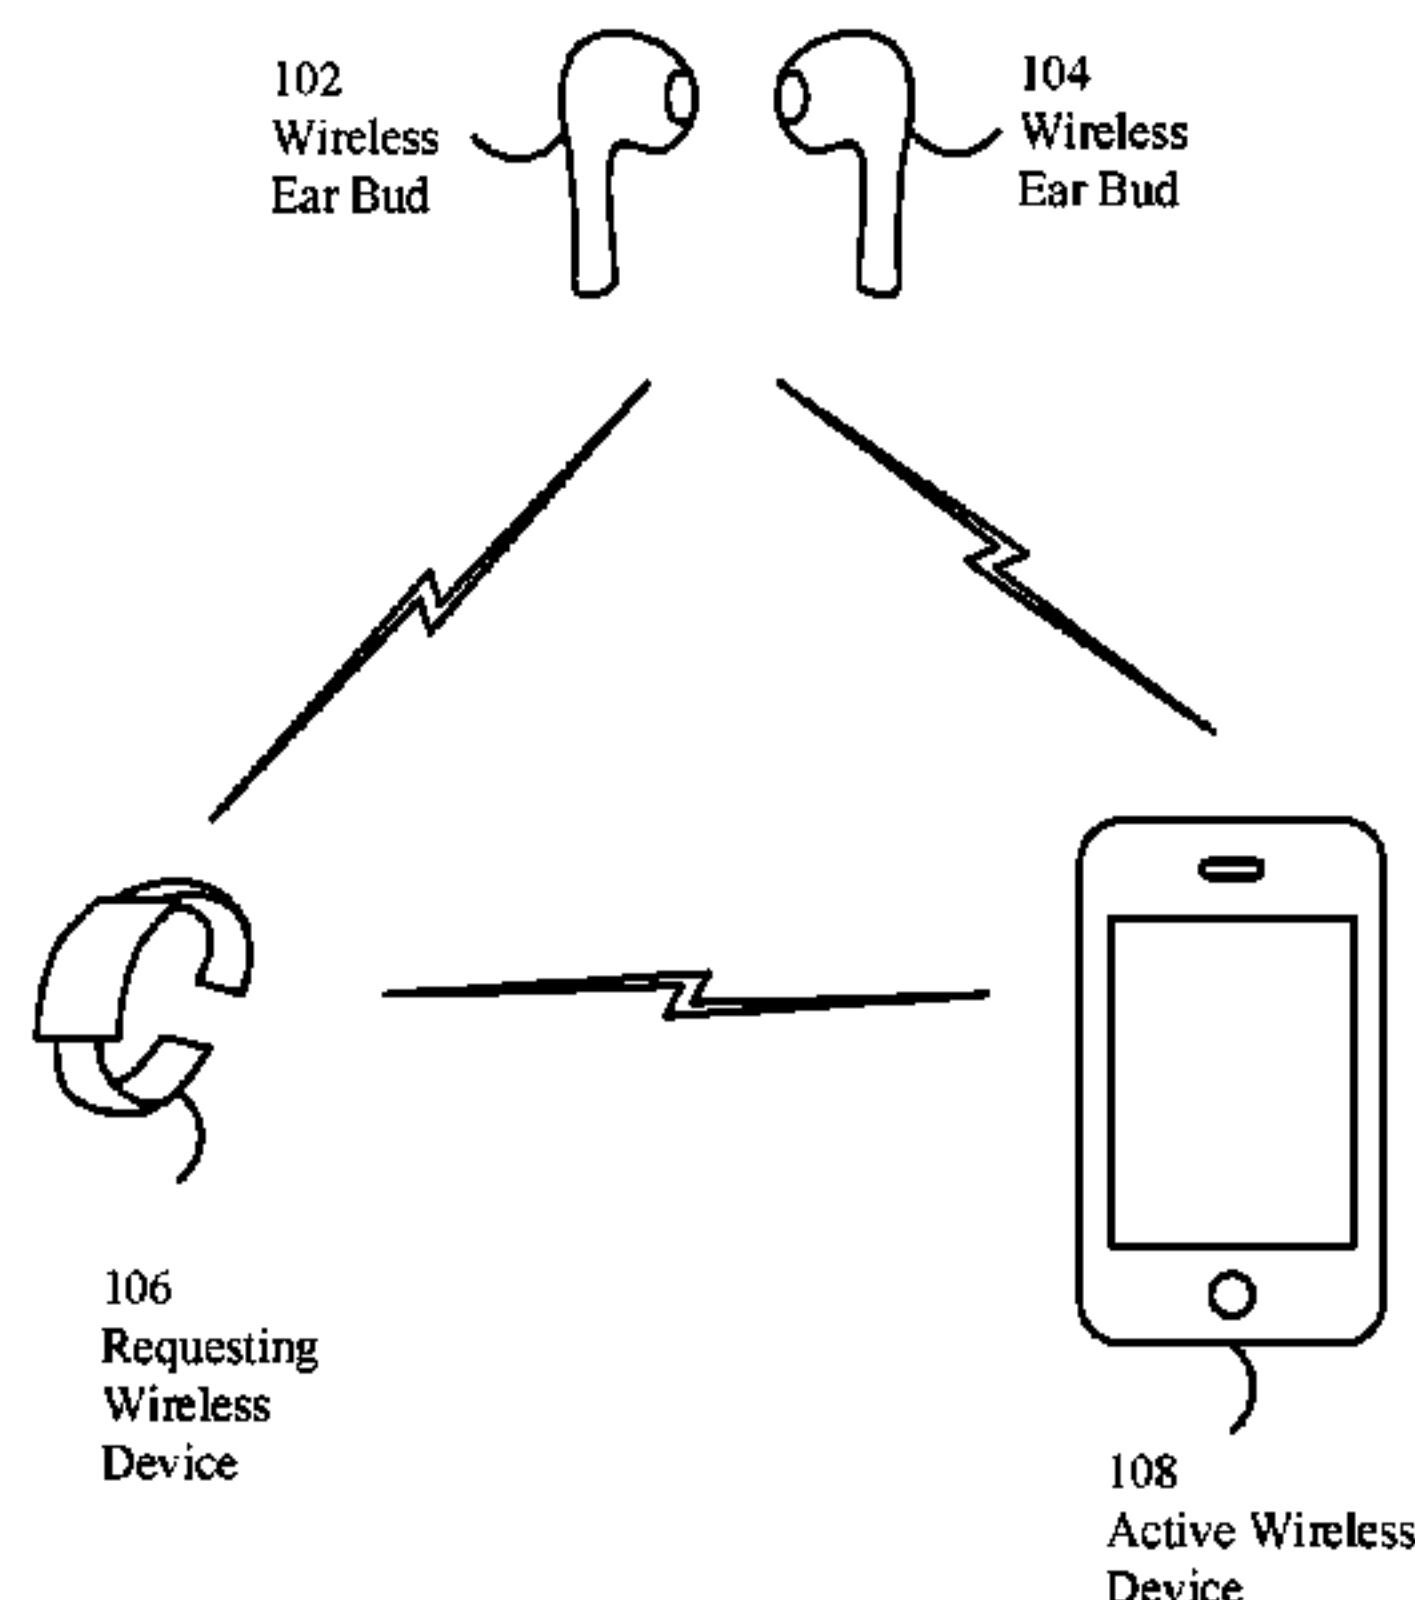 102
Wireless
Ear Bud
104
Wireless
Ear Bud
106
Requesting
Wireless
Device
108
Active Wireless
Device